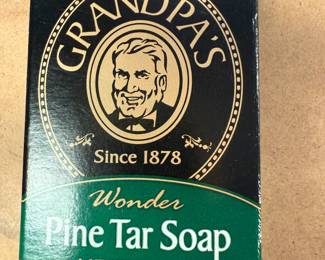 GRANDPA'S
Since 1878
Wonder
Pine Tar Soap